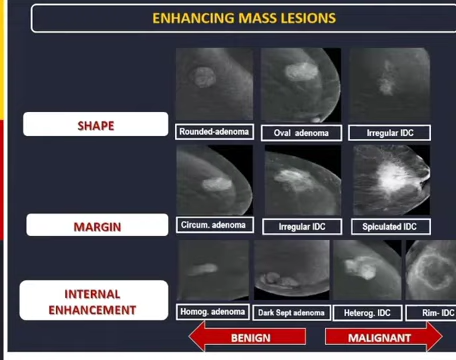 ENHANCING MASS LESIONS
SHAPE
Rounded-adenoma
Oval adenoma
Irregular IDC
MARGIN
Circum. adenoma
Irregular IDC
Spiculated IDC
INTERNAL
ENHANCEMENT
Homog. adenoma
Dark Sept adenoma
Heterog. IDC
Rim- IDC
BENIGN
MALIGNANT